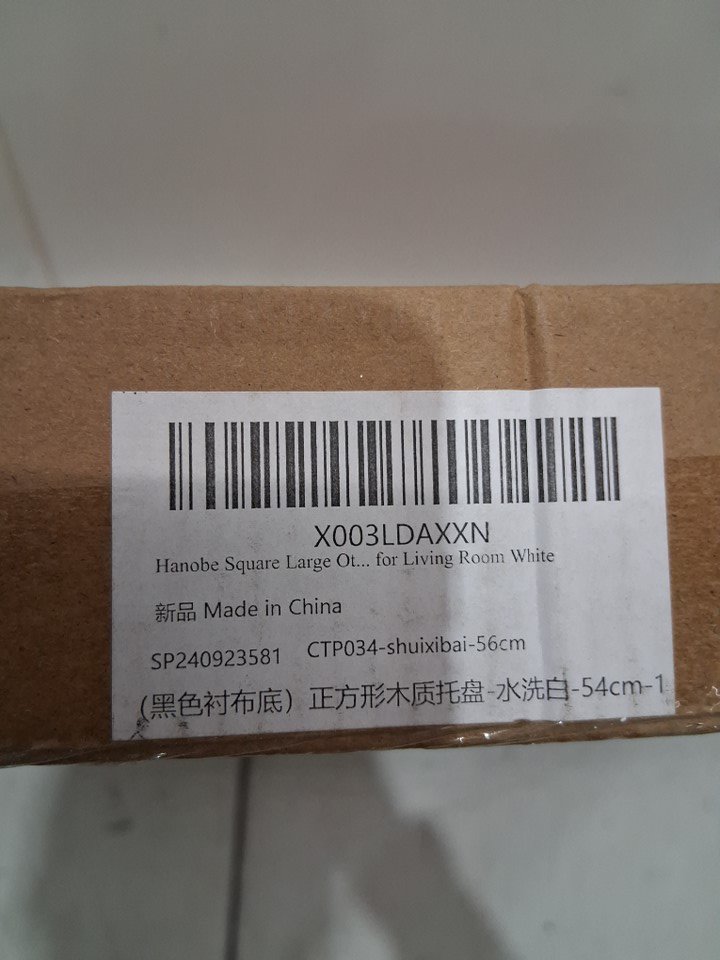 X003LDAXXN
Hanobe Square Large Ot... for Living Room White
新品 Made in China
SP240923581 CTP034-shuixibai-56cm
(黑色衬布底）正方形木质托盘-水洗白-54cm-1